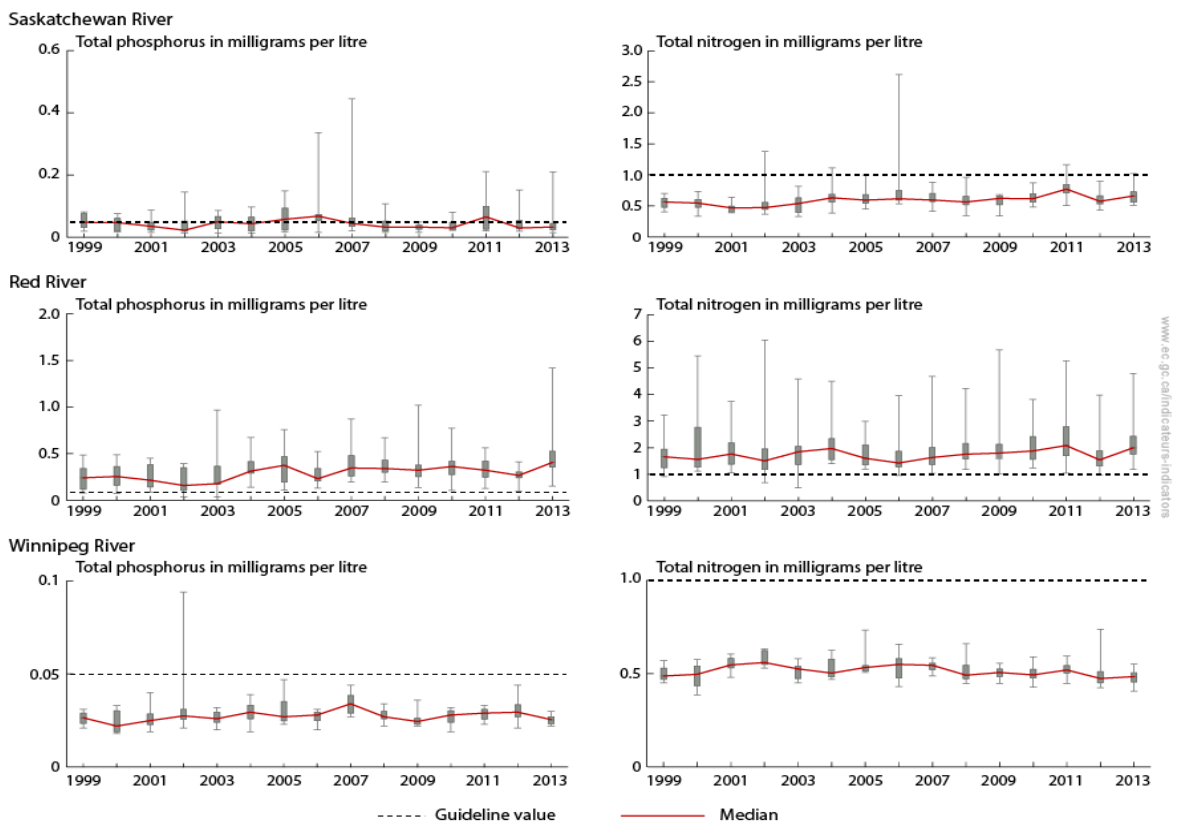 Saskatchewan River
Total phosphorus in milligrams per litre
0.6
0.4
0.2
0
1999 2001 2003 2005 2007 2009 2011 2013
Total nitrogen in milligrams per litre
3.0
2.5
2.0
1.5
1.0
0.5
0
1999 2001 2003 2005 2007 2009 2011 2013
Red River
Total phosphorus in milligrams per litre
2.0
1.5
1.0
0.5
0
1999 2001 2003 2005 2007 2009 2011 2013
Total nitrogen in milligrams per litre
7
6
5
4
3
2
1
0
1999 2001 2003 2005 2007 2009 2011 2013
Winnipeg River
Total phosphorus in milligrams per litre
0.1
0.05
0
1999 2001 2003 2005 2007 2009 2011 2013
Total nitrogen in milligrams per litre
1.0
0.5
0
1999 2001 2003 2005 2007 2009 2011 2013
Guideline value
Median
www.ec.gc.ca/indicateurs-indicators